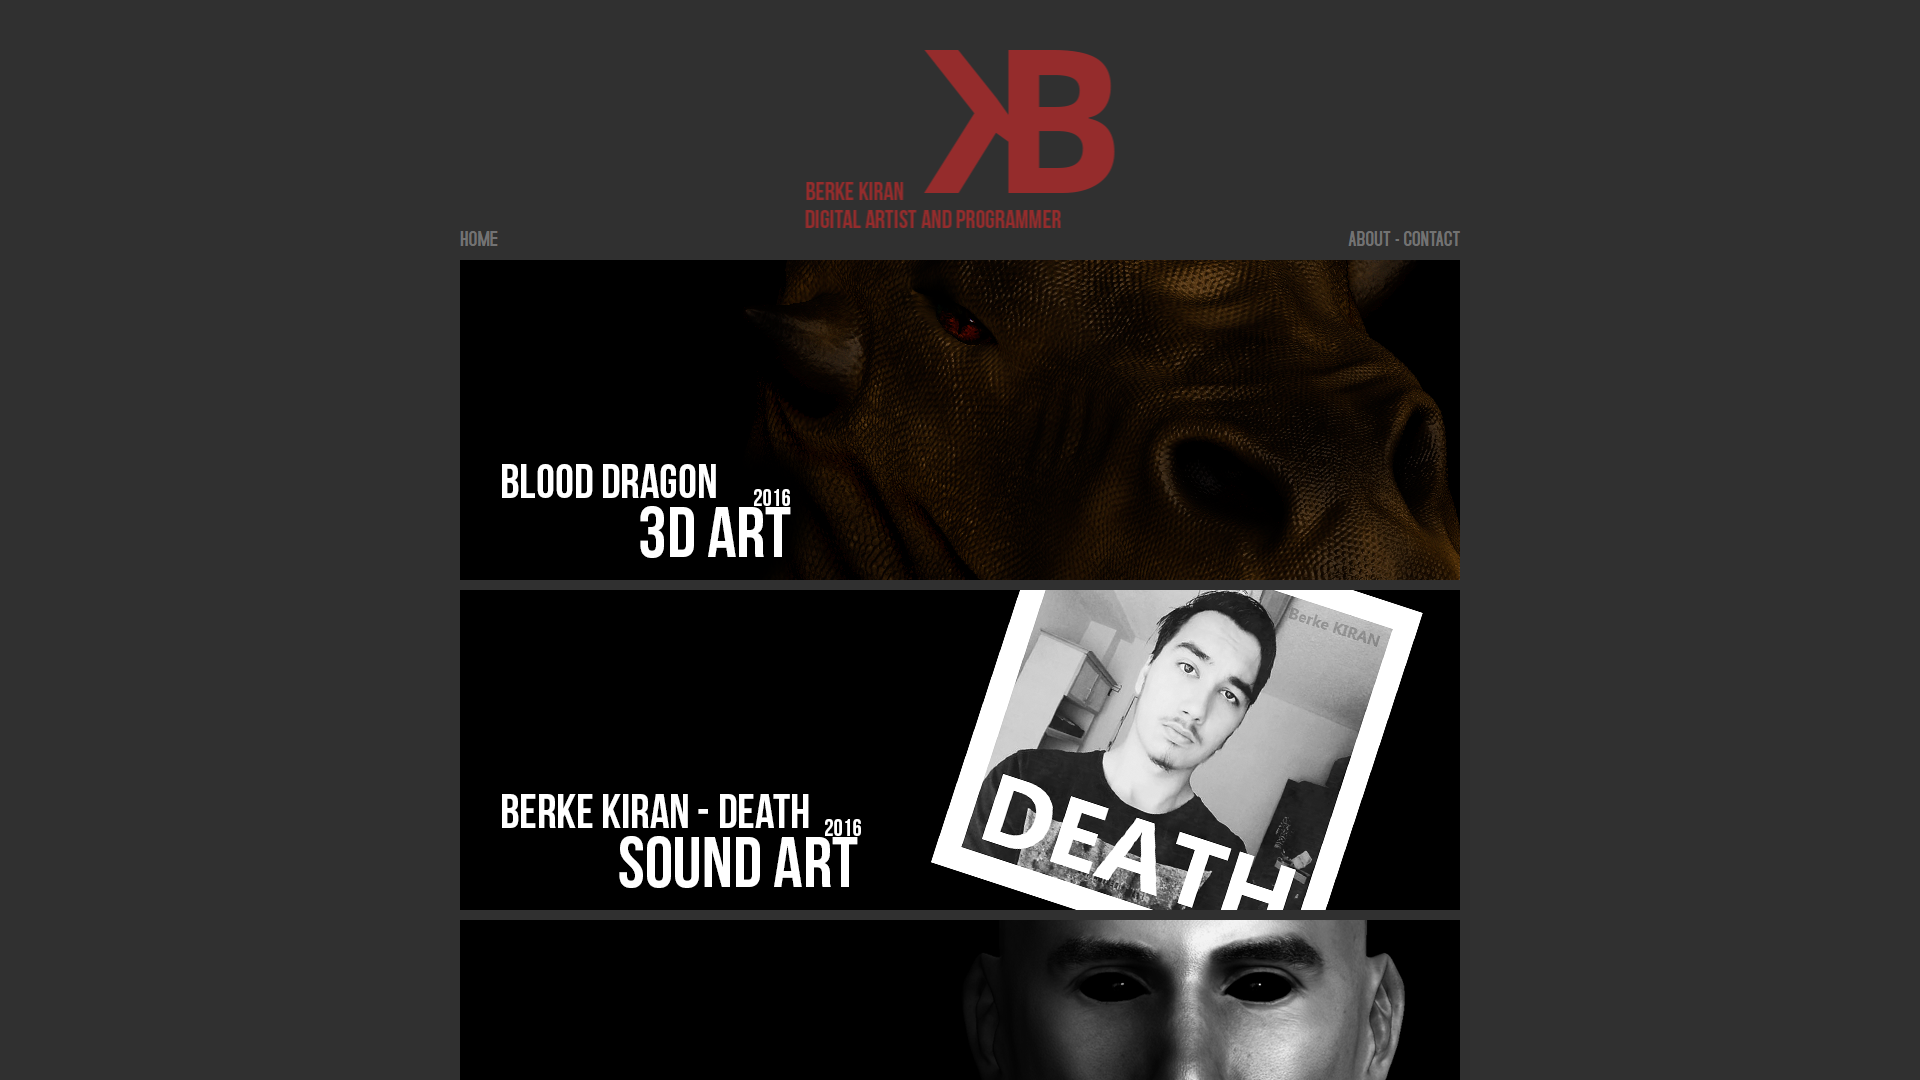 KB
BERKE KIRAN
DIGITAL ARTIST AND PROGRAMMER
HOME
ABOUT - CONTACT
BLOOD DRAGON
2016
3D ART
Berke KIRAN
DEATH
BERKE KIRAN - DEATH
2016
SOUND ART